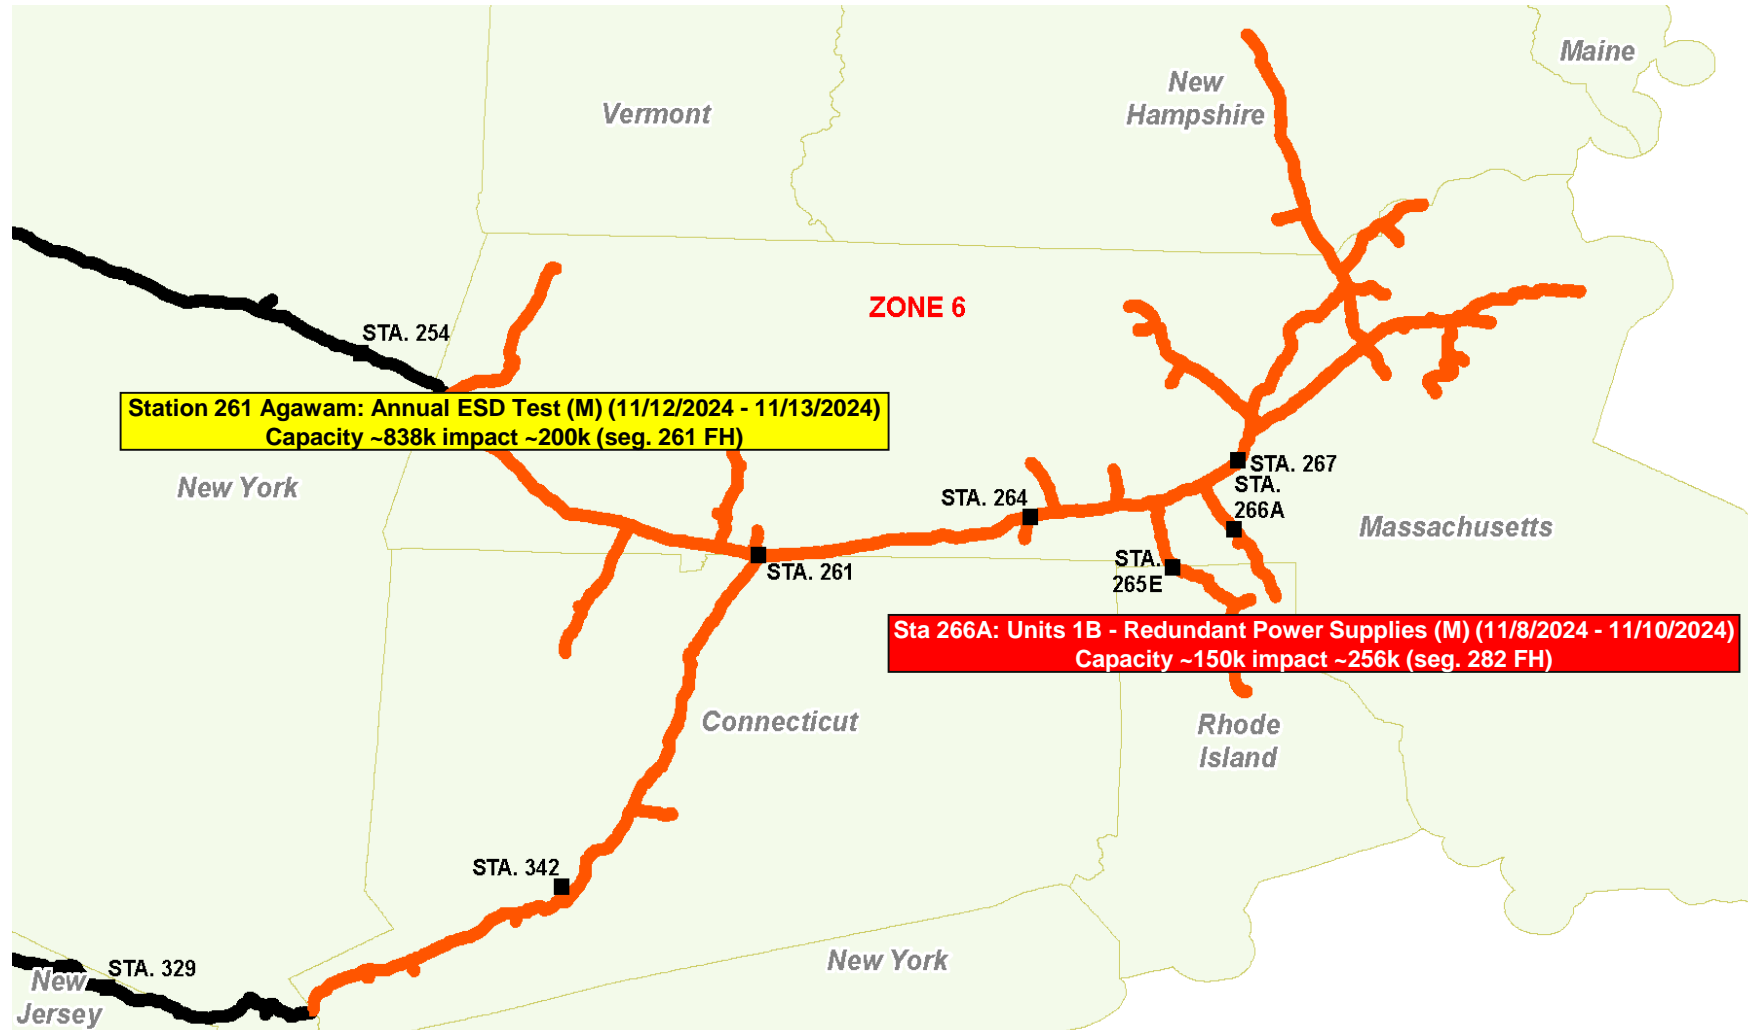 Maine
New
Hampshire
Vermont
ZONE 6
STA. 254
Station 261 Agawam: Annual ESD Test (M) (11/12/2024 - 11/13/2024)
Capacity ~838k impact ~200k (seg. 261 FH)
New York
STA. 267
STA.
266A
STA. 264
Massachusetts
STA. 261
STA.
265E
Sta 266A: Units 1B - Redundant Power Supplies (M) (11/8/2024 - 11/10/2024)
Capacity ~150k impact ~256k (seg. 282 FH)
Connecticut
Rhode
Island
STA. 342
New York
STA. 329
New
Jersey